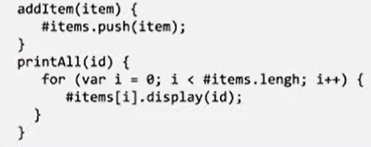 addItem(item) {
#items.push(item);
}
printAll(id) {
for (var i = 0; i < #items.lengh; i++) {
#items[i].display(id);
}
}